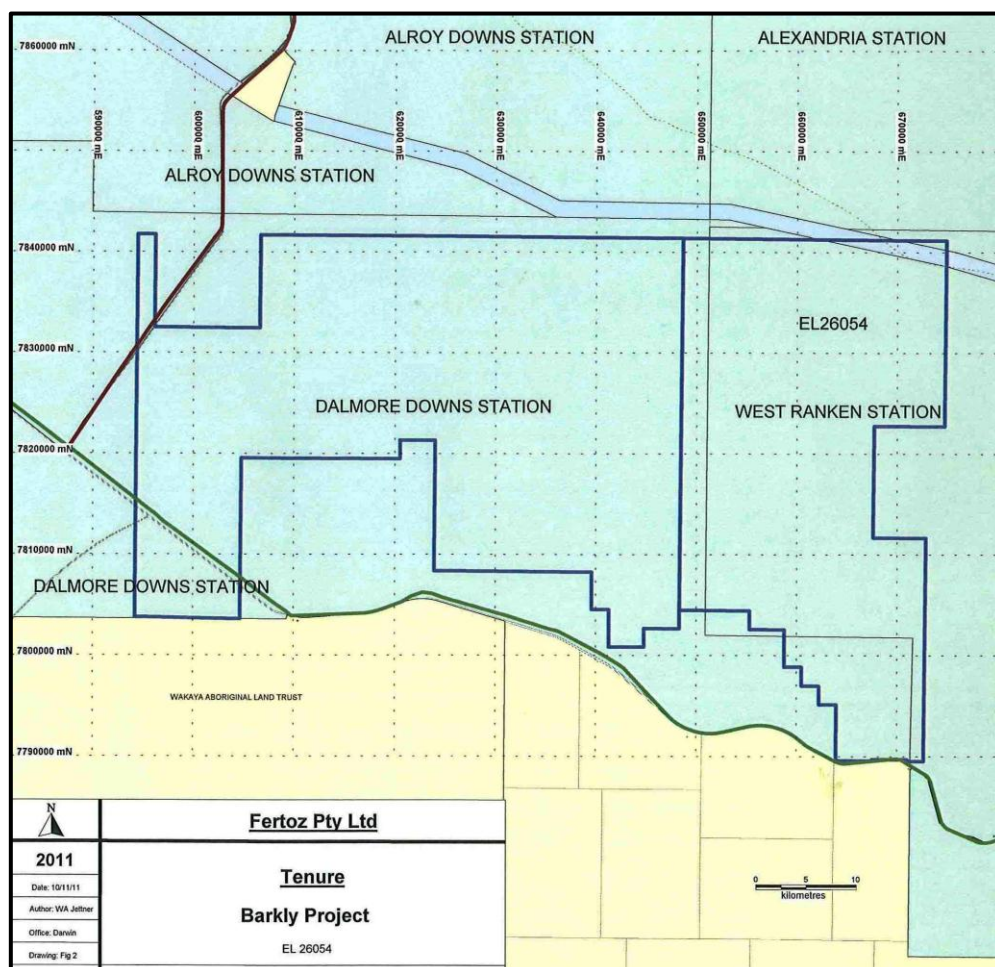 ALROY DOWNS STATION
ALEXANDRIA STATION
7860000 mN
590000 mE
600000 mE
610000 mE
620000 mE
630000 mE
640000 mE
650000 mE
660000 mE
670000 mE
ALROY DOWNS STATION
7840000 mN
EL26054
7830000 mN
DALMORE DOWNS STATION
WEST RANKEN STATION
7820000 mN
7810000 mN
DALMORE DOWNS STATION
7800000 mN
WAKAYA ABORIGINAL LAND TRUST
7790000 mN
N
Fertoz Pty Ltd
2011
Date: 10/11/11
Author: WA Jettner
Office: Darwin
Drawing: Fig 2
Tenure
Barkly Project
EL 26054
0 5 10
kilometres